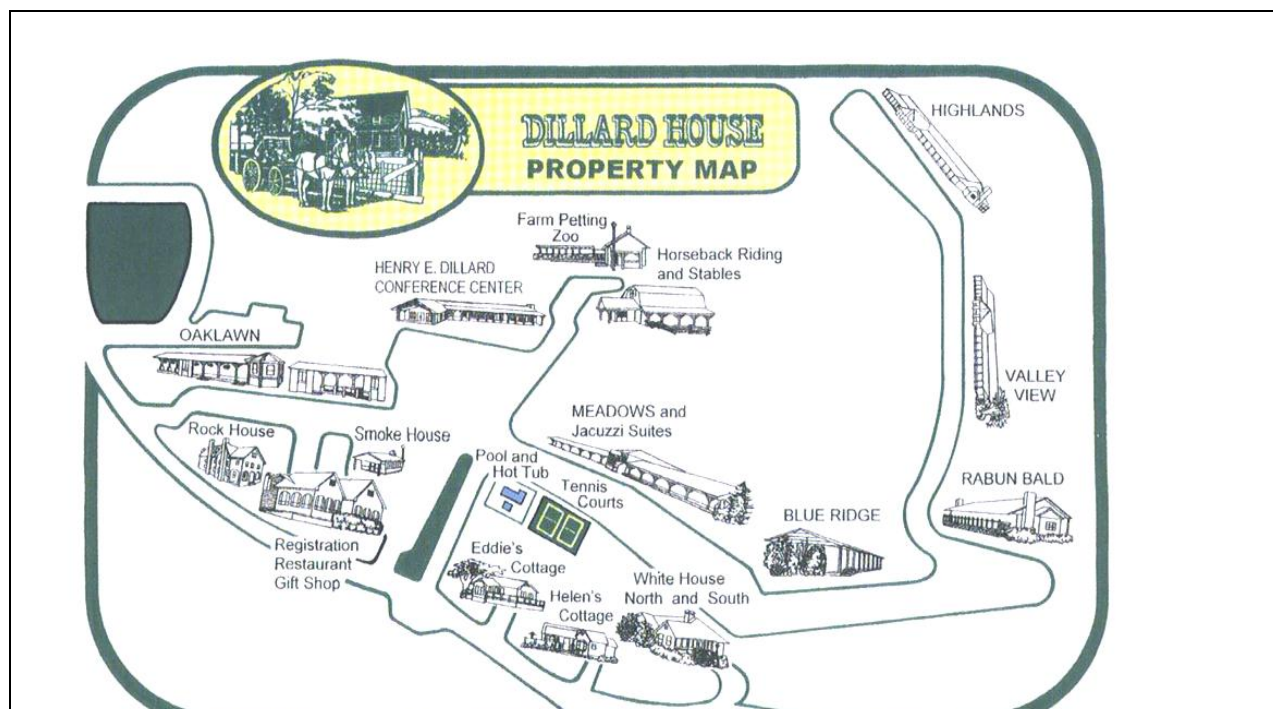 DILLARD HOUSE
PROPERTY MAP
HIGHLANDS
Farm Petting
Zoo
Horseback Riding
and Stables
HENRY E. DILLARD
CONFERENCE CENTER
OAKLAWN
VALLEY
VIEW
MEADOWS and
Jacuzzi Suites
Rock House
Smoke House
Pool and
Hot Tub
Tennis
Courts
RABUN BALD
BLUE RIDGE
Registration
Restaurant
Gift Shop
Eddie's
Cottage
Helen's
Cottage
White House
North and South